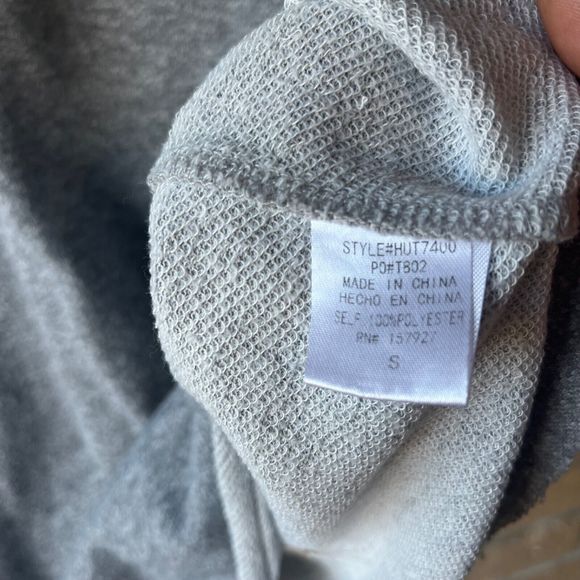 STYLE#HUT7400
PO#T802
MADE IN CHINA
HECHO EN CHINA
SELF 100%POLYESTER
RN# 157927
S